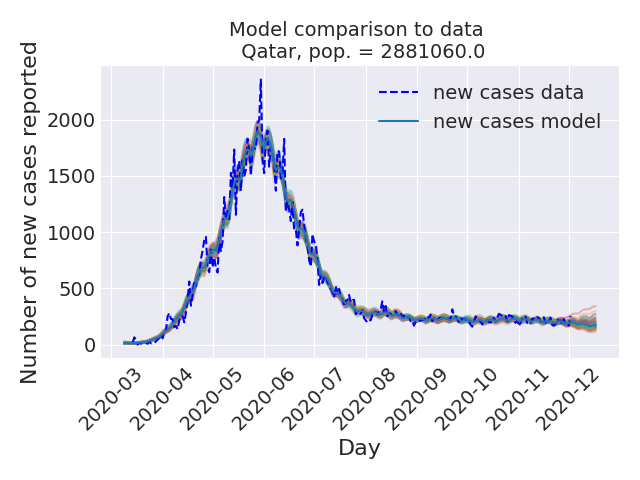 Model comparison to data
Qatar, pop. = 2881060.0
Number of new cases reported
2000
1500
1000
500
0
new cases data
new cases model
2020-03
2020-04
2020-05
2020-06
2020-07
2020-08
2020-09
2020-10
2020-11
2020-12
Day